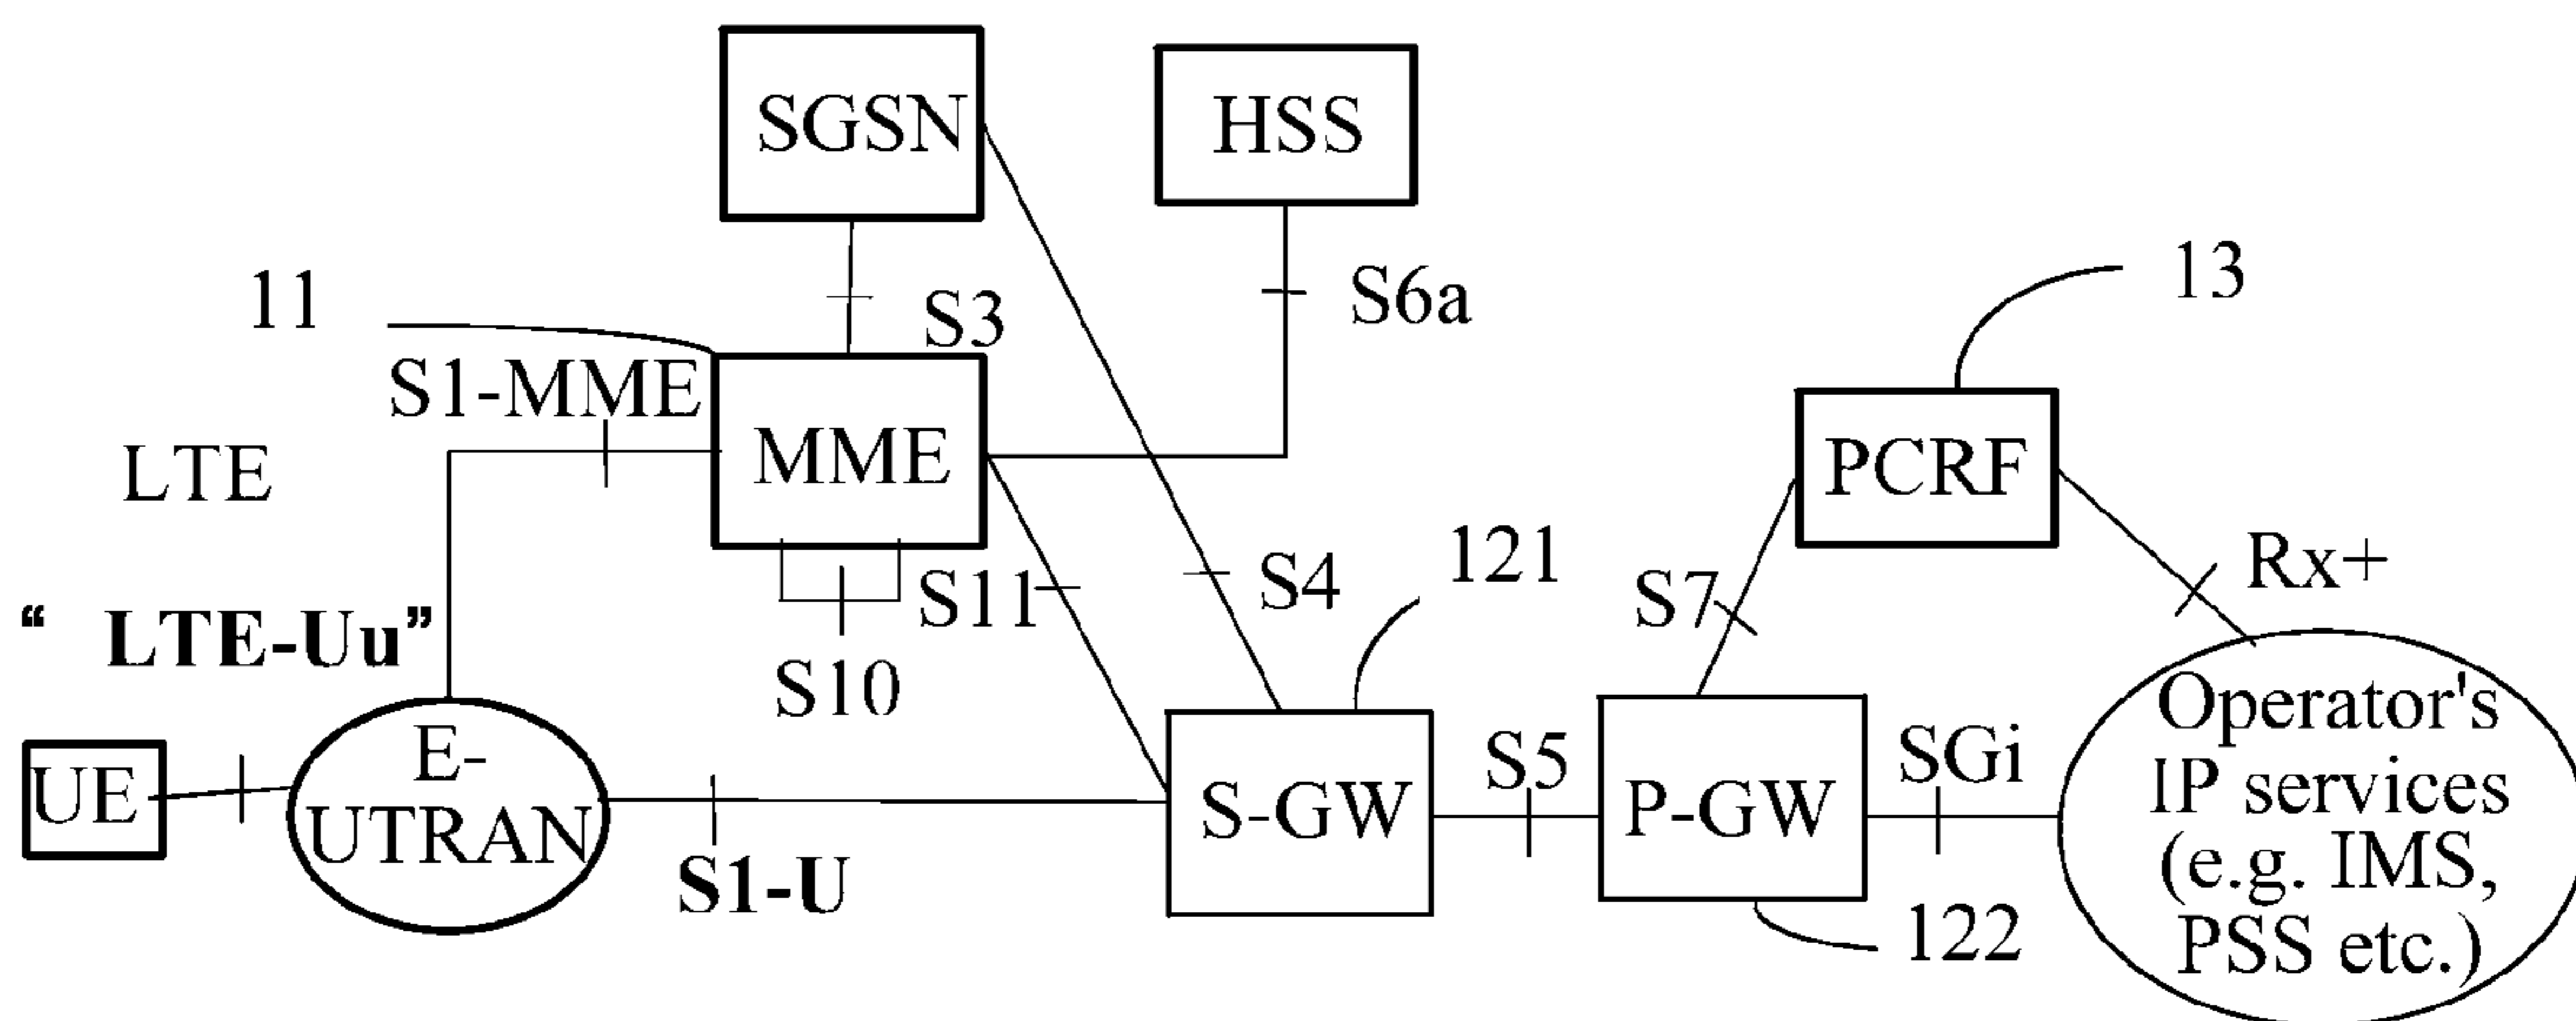 SGSN
HSS
13
11
S3
S6a
S1-MME
LTE
MME
PCRF
121
S11
S4
S7
Rx+
“ LTE-Uu”
S10
E-
UTRAN
UE
S1-U
S-GW
S5
P-GW
SGi
122
Operator's
IP services
(e.g. IMS,
PSS etc.)